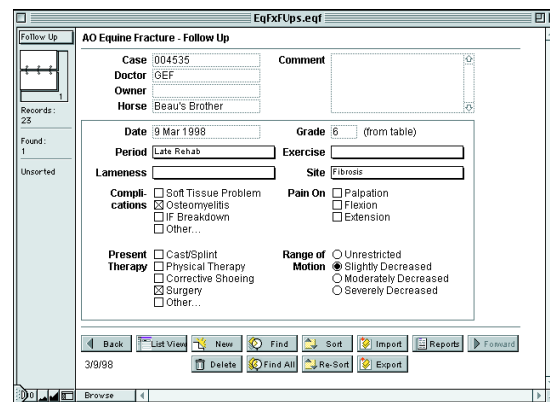 EqFxFUps.eqf
Follow Up
AO Equine Fracture - Follow Up
1
Records:
23
Found:
1
Unsorted
Case 004535 Comment
Doctor GEF
Owner
Horse Beau's Brother
Date 9 Mar 1998 Grade 6 (from table)
Period Late Rehab Exercise
Lameness Site Fibrosis
Compli- Soft Tissue Problem Pain On Palpation
cations Osteomyelitis Flexion
IF Breakdown Extension
Other...
Present Cast/Splint Range of Unrestricted
Therapy Physical Therapy Motion Slightly Decreased
Corrective Shoeing Moderately Decreased
Surgery Severely Decreased
Other...
Back List View New Find Sort Import Reports Forward
3/9/98 Delete Find All Re-Sort Export
Browse